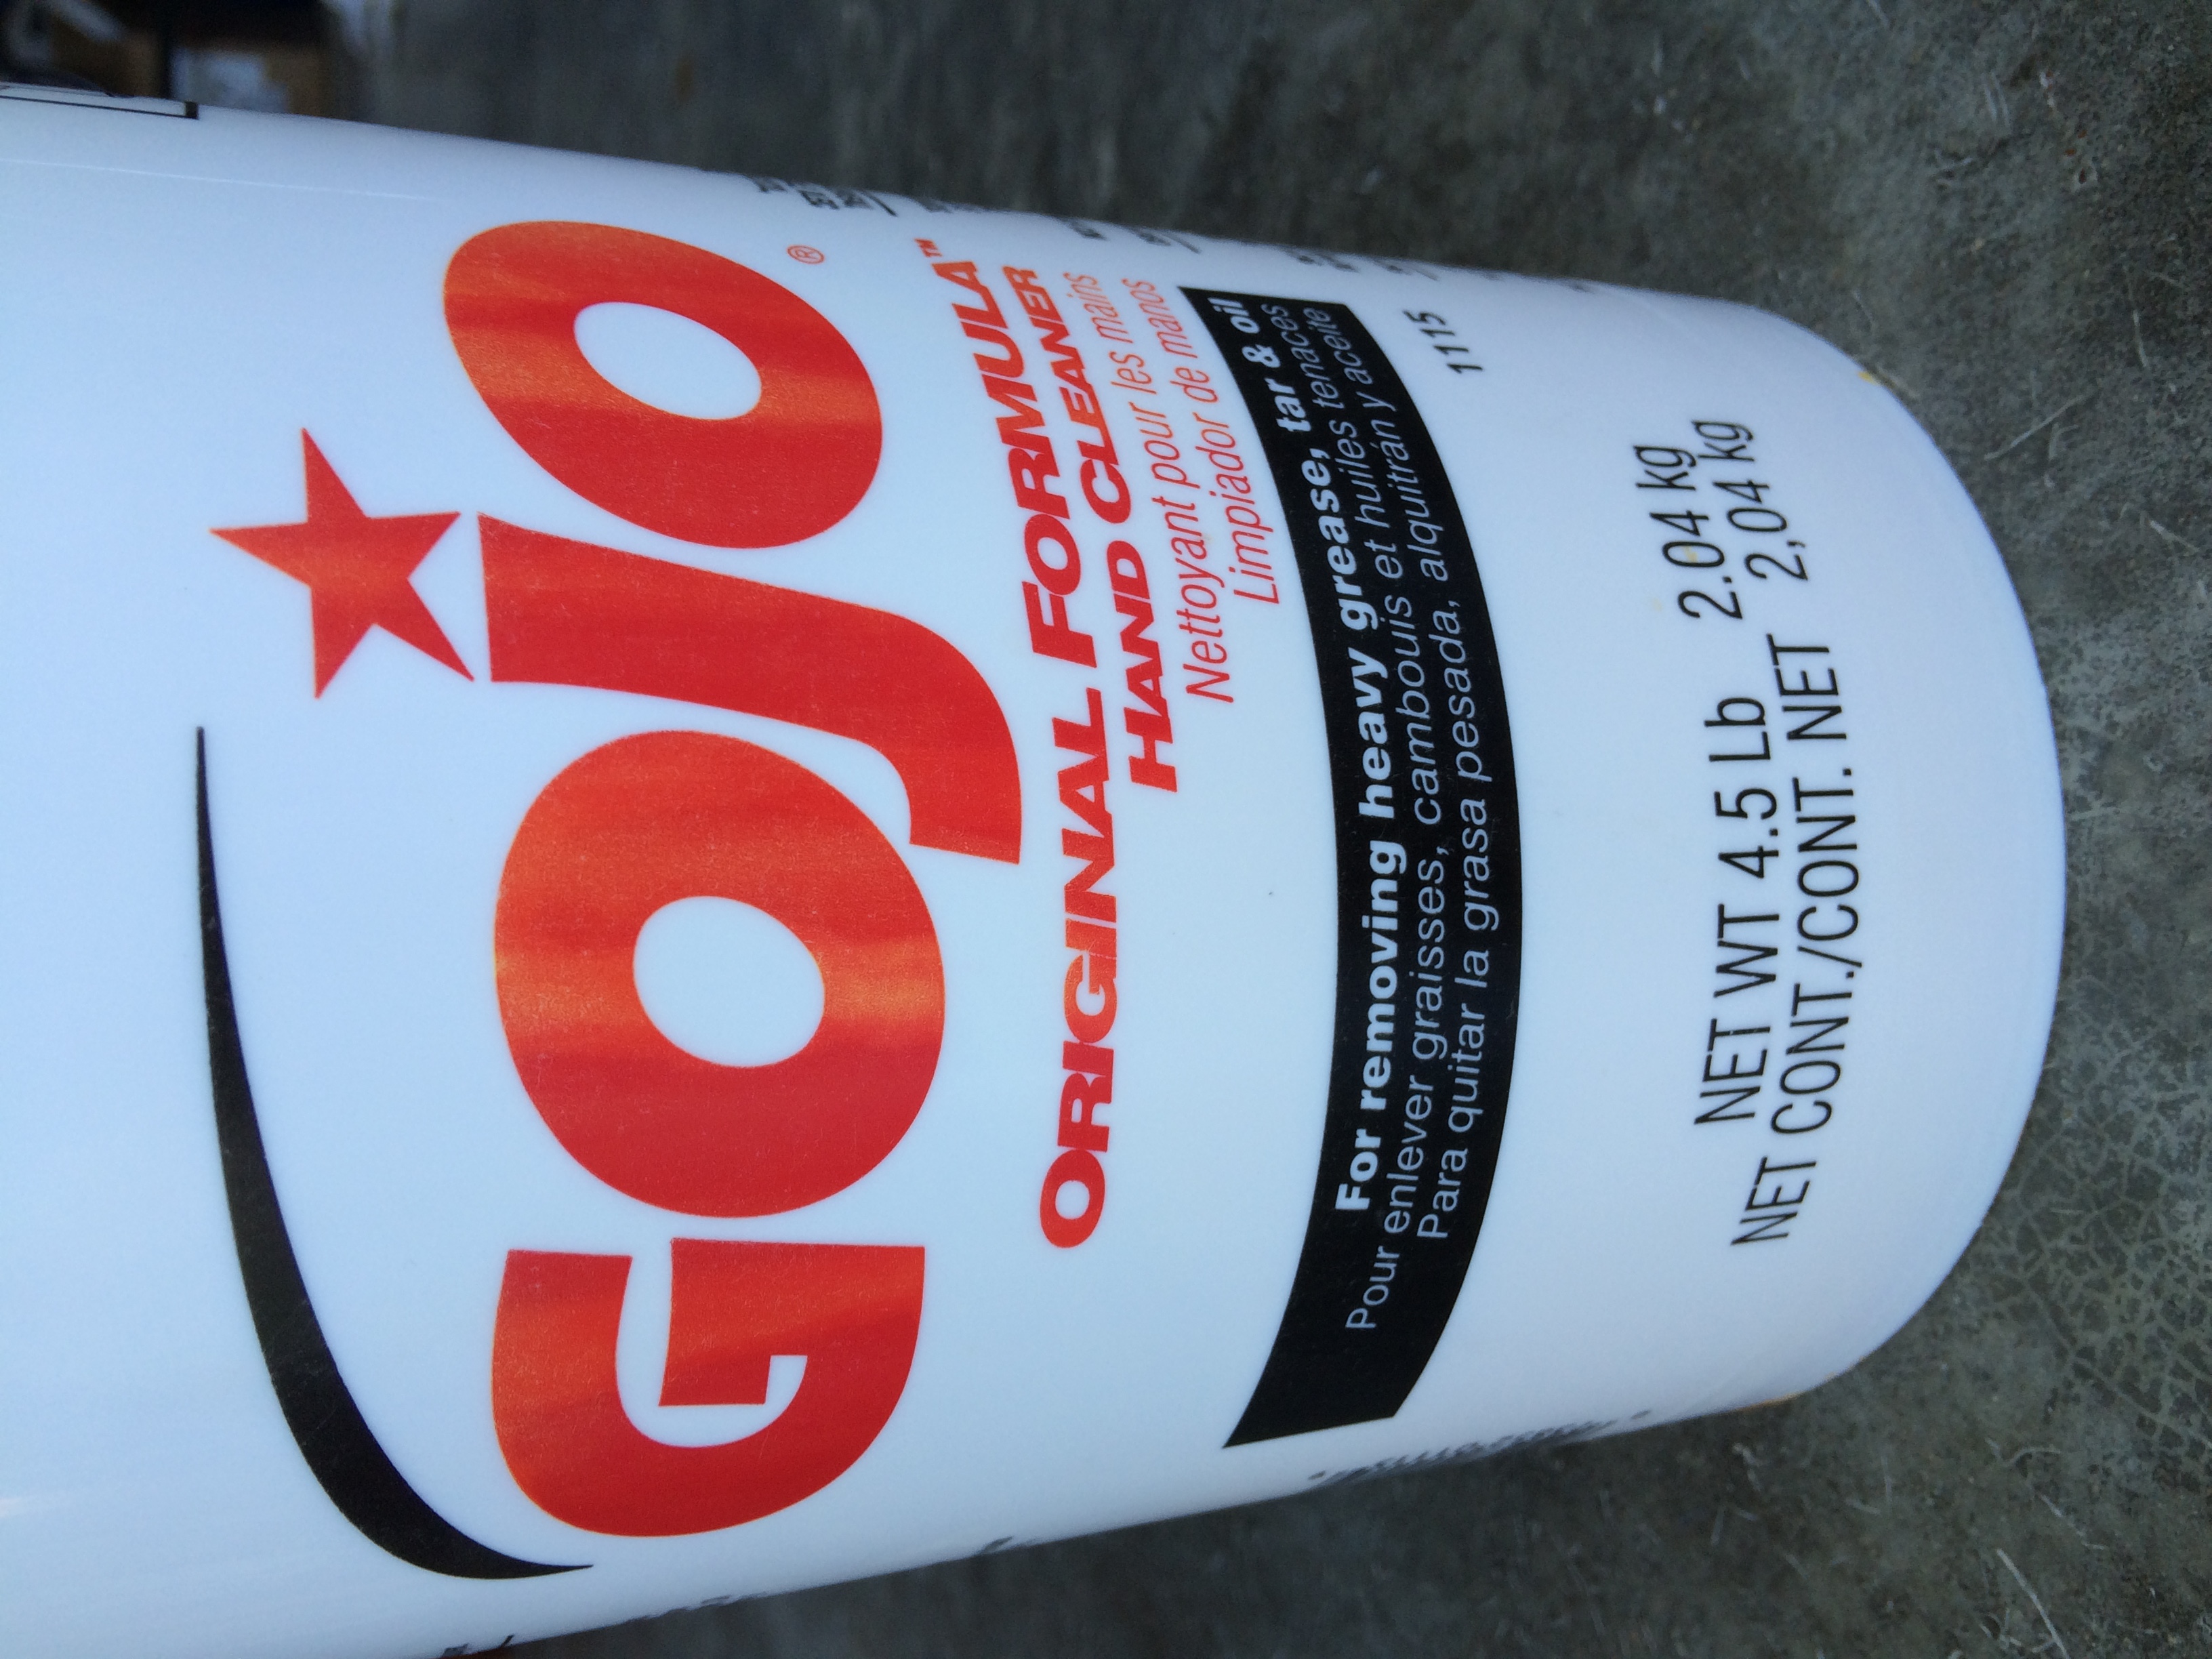 GOJO®
ORIGINAL FORMULA™
HAND CLEANER
Nettoyant pour les mains
Limpiador de manos
For removing heavy grease, tar & oil
Pour enlever graisses, cambouis et huiles tenaces
Para quitar la grasa pesada, alquitrán y aceite
1115
NET WT 4.5 Lb 2.04 kg
NET CONT./CONT. NET 2,04 kg